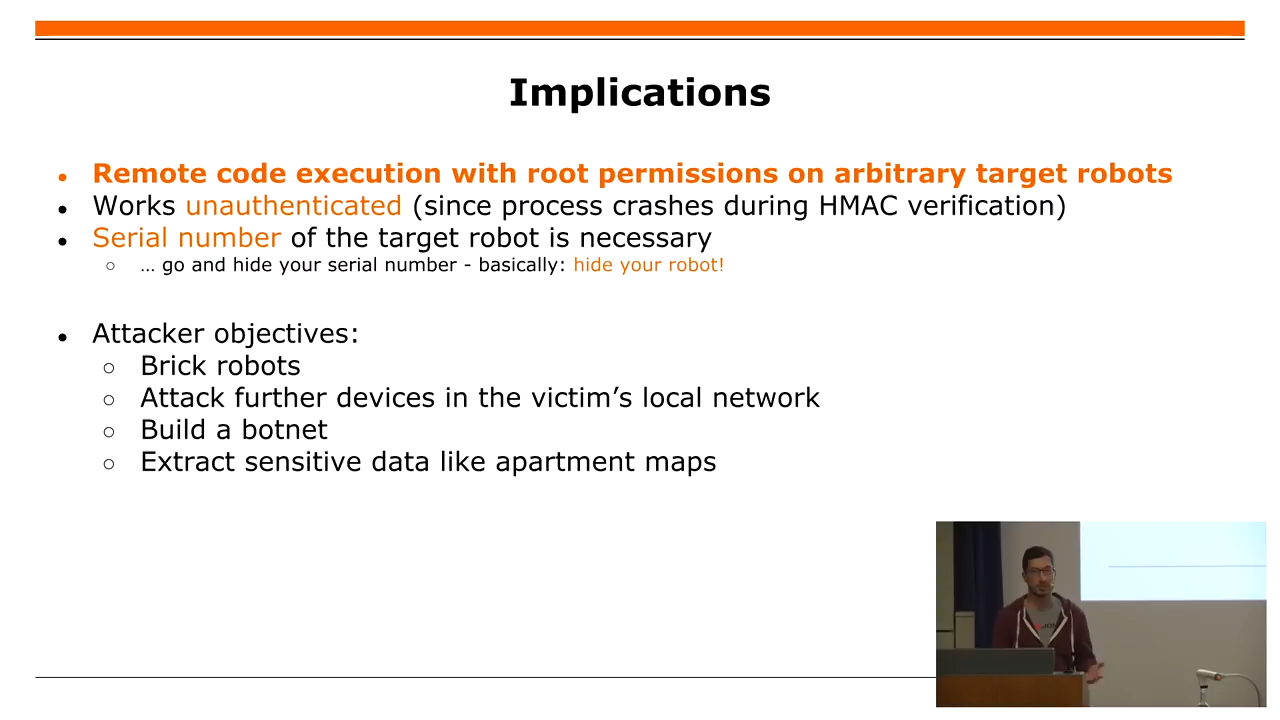 Implications
● Remote code execution with root permissions on arbitrary target robots
● Works unauthenticated (since process crashes during HMAC verification)
● Serial number of the target robot is necessary
○ … go and hide your serial number - basically: hide your robot!
● Attacker objectives:
○ Brick robots
○ Attack further devices in the victim’s local network
○ Build a botnet
○ Extract sensitive data like apartment maps